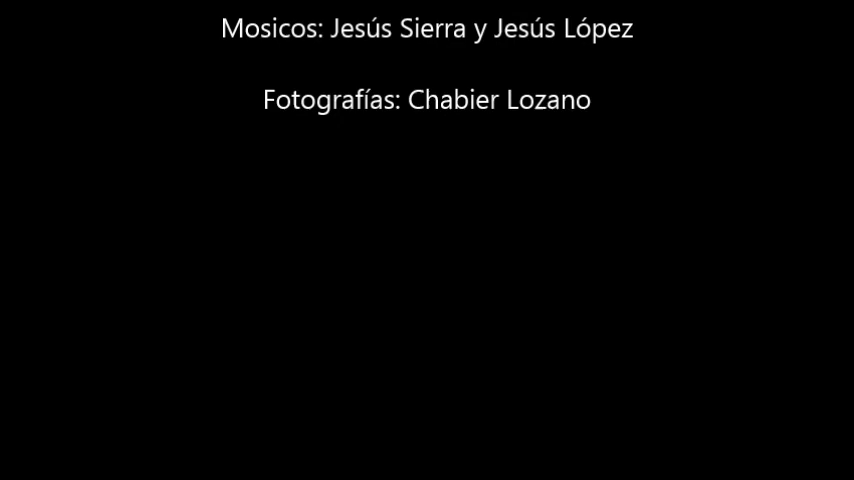 Mosicos: Jesús Sierra y Jesús López
Fotografías: Chabier Lozano